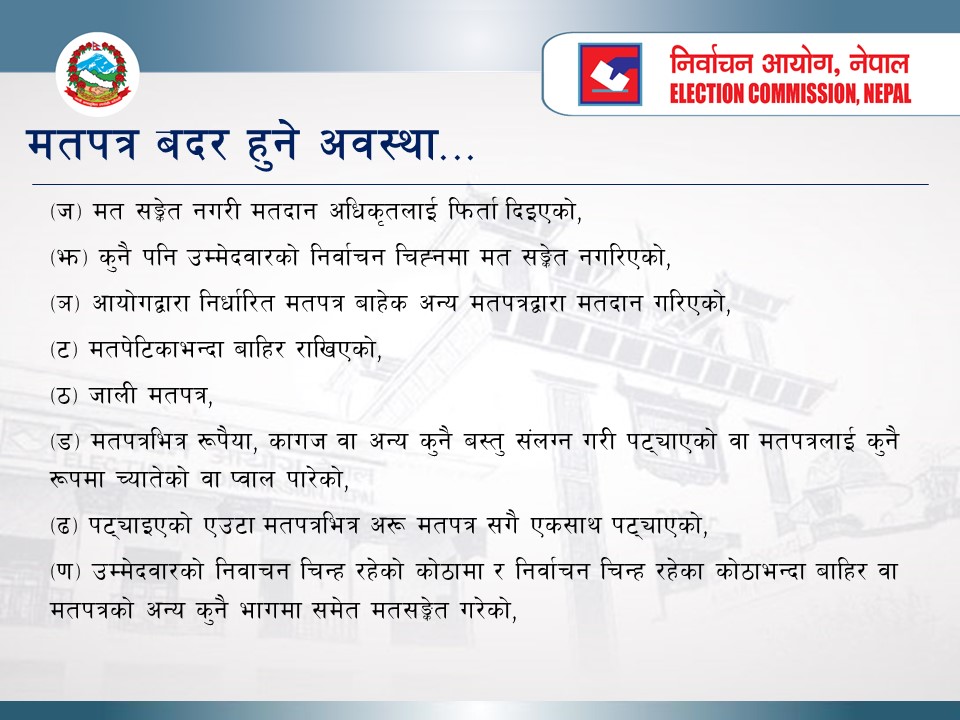 निर्वाचन आयोग, नेपाल
ELECTION COMMISSION, NEPAL
मतपत्र बदर हुने अवस्था...
(ज) मत सङ्केत नगरी मतदान अधिकृतलाई फिर्ता दिइएको,
(झ) कुनै पनि उम्मेदवारको निर्वाचन चिह्नमा मत सङ्केत नगरिएको,
(ञ) आयोगद्वारा निर्धारित मतपत्र बाहेक अन्य मतपत्रद्वारा मतदान गरिएको,
(ट) मतपेटिकाभन्दा बाहिर राखिएको,
(ठ) जाली मतपत्र,
(ड) मतपत्रभित्र रूपैया, कागज वा अन्य कुनै बस्तु संलग्न गरी पट्याएको वा मतपत्रलाई कुनै
रूपमा च्यातेको वा प्वाल पारेको,
(ढ) पट्याइएको एउटा मतपत्रभित्र अरू मतपत्र सगै एकसाथ पट्याएको,
(ण) उम्मेदवारको निवाचन चिन्ह रहेको कोठामा र निर्वाचन चिन्ह रहेका कोठाभन्दा बाहिर वा
मतपत्रको अन्य कुनै भागमा समेत मतसङ्केत गरेको,